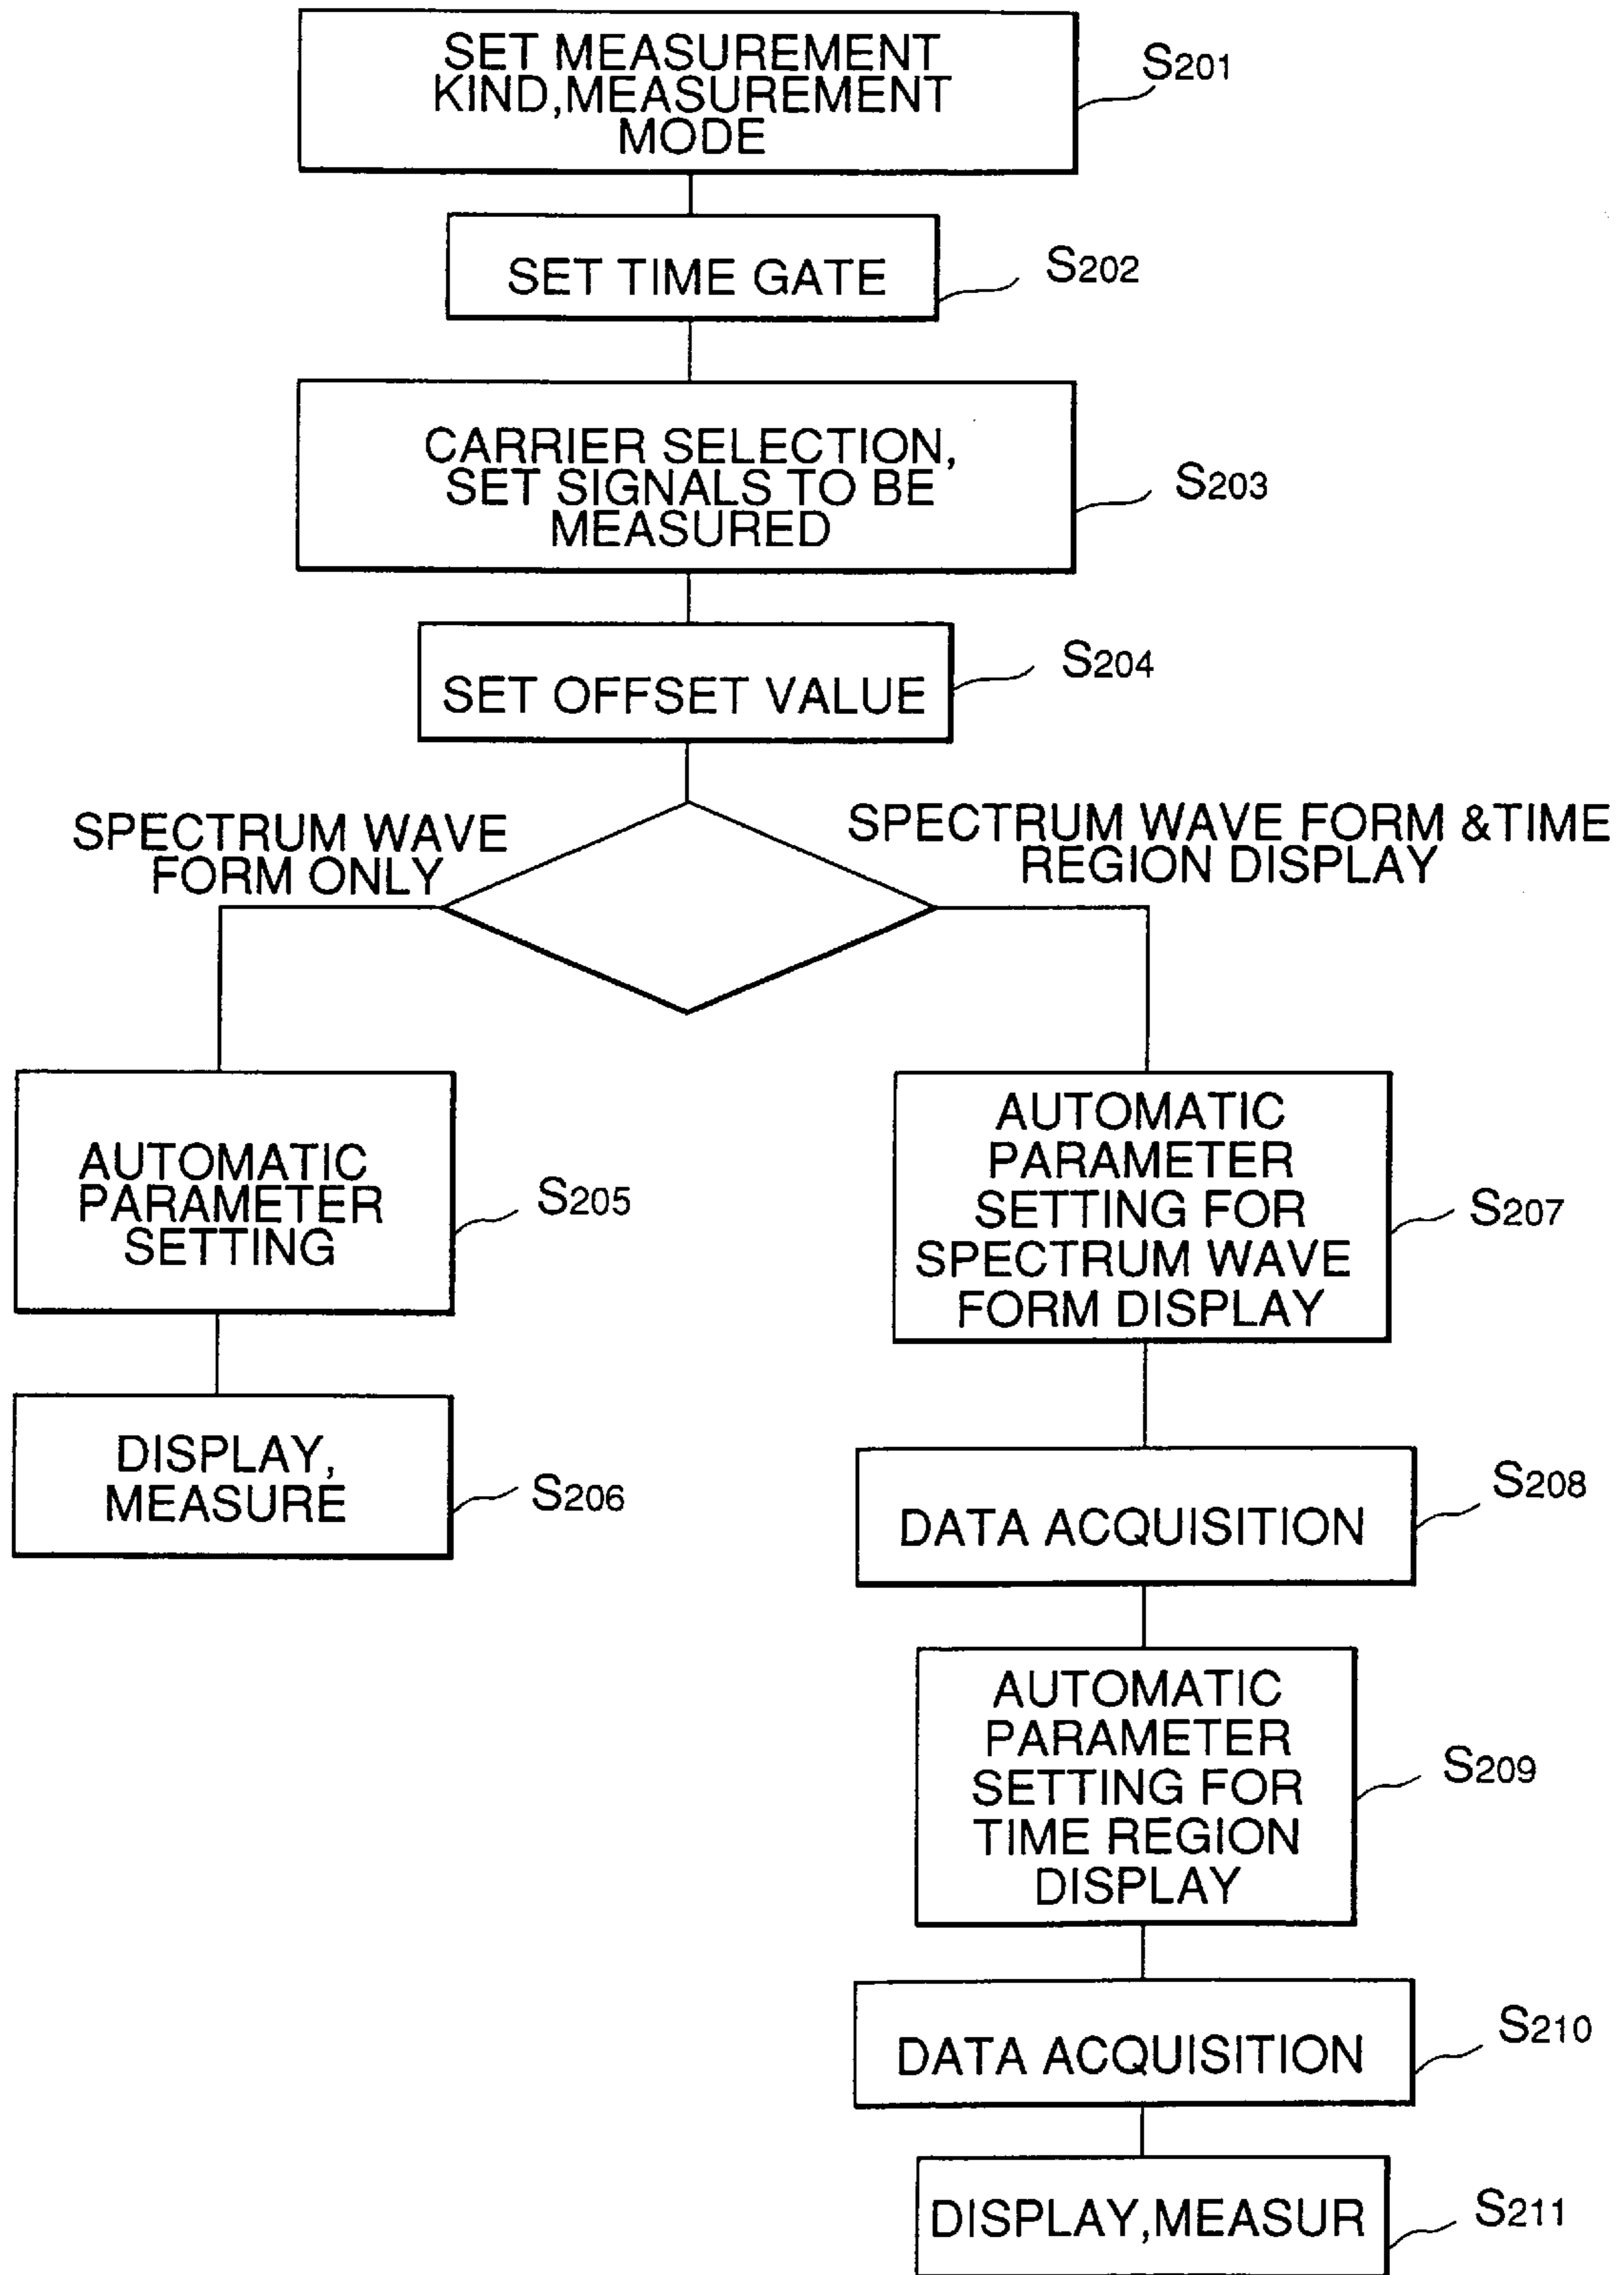 SET MEASUREMENT
KIND,MEASUREMENT
MODE
S201
SET TIME GATE
S202
CARRIER SELECTION,
SET SIGNALS TO BE
MEASURED
S203
SET OFFSET VALUE
S204
SPECTRUM WAVE
FORM ONLY
SPECTRUM WAVE FORM &TIME
REGION DISPLAY
AUTOMATIC
PARAMETER
SETTING
S205
DISPLAY,
MEASURE
S206
AUTOMATIC
PARAMETER
SETTING FOR
SPECTRUM WAVE
FORM DISPLAY
S207
DATA ACQUISITION
S208
AUTOMATIC
PARAMETER
SETTING FOR
TIME REGION
DISPLAY
S209
DATA ACQUISITION
S210
DISPLAY,MEASUR
S211